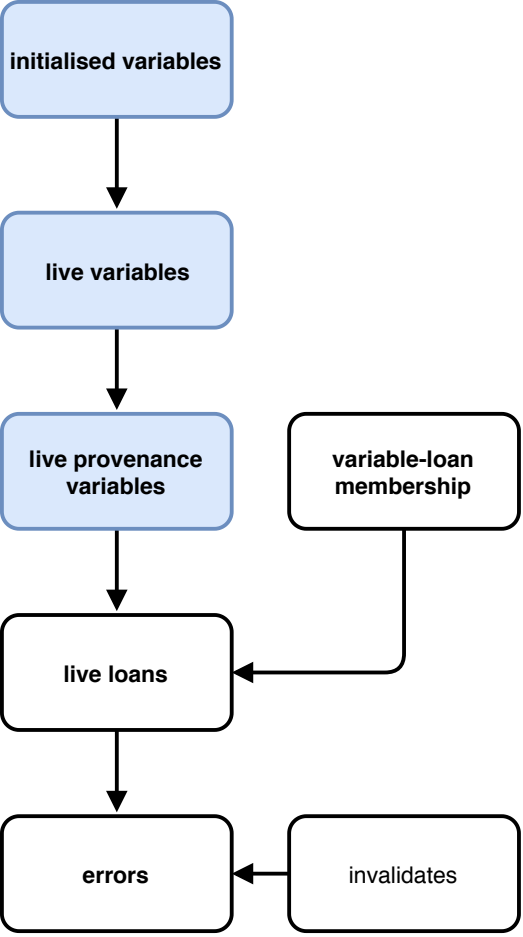 initialised variables
live variables
live provenance
variables
variable-loan
membership
live loans
errors
invalidates